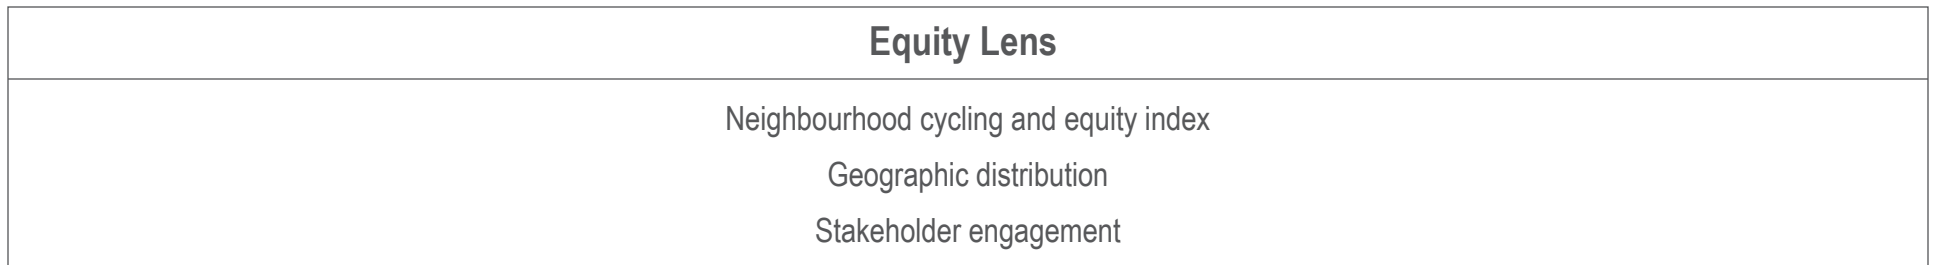 Equity Lens
Neighbourhood cycling and equity index
Geographic distribution
Stakeholder engagement